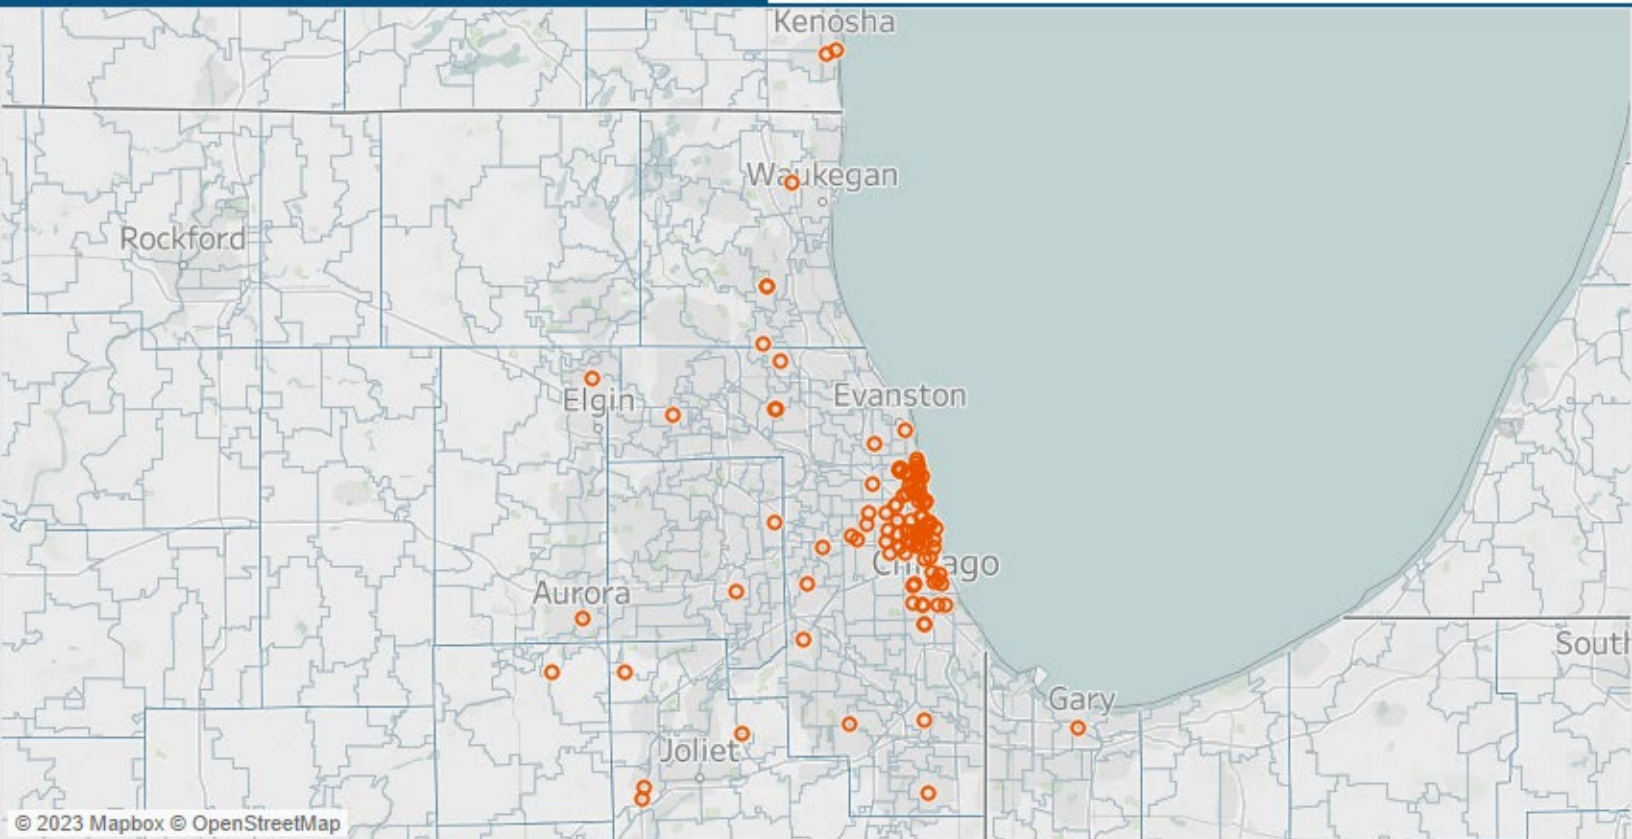 Kenosha
Waukegan
Rockford
Evanston
Elgin
Chicago
Aurora
South
Gary
Joliet
© 2023 Mapbox © OpenStreetMap